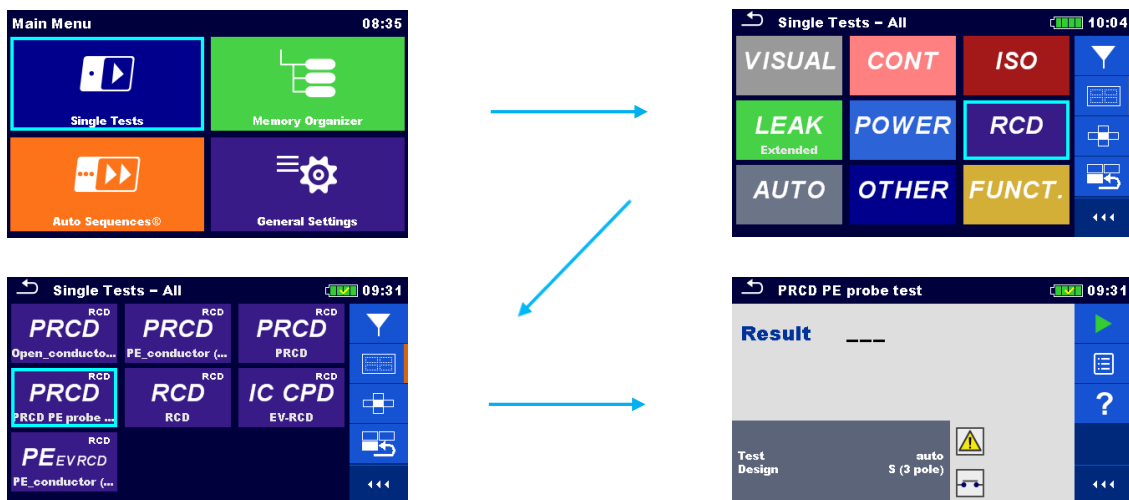 Main Menu 08:35
Single Tests
Memory Organizer
Auto Sequences®
General Settings
Single Tests – All 10:04
VISUAL CONT ISO
LEAK POWER RCD
Extended
AUTO OTHER FUNCT.
Single Tests – All 09:31
RCD RCD RCD
PRCD PRCD PRCD
Open_conducto... PE_conductor (... PRCD
RCD RCD RCD
PRCD RCD IC CPD
PRCD PE probe ... RCD EV-RCD
RCD
PEEVRCD
PE_conductor (...
PRCD PE probe test 09:31
Result ___
?
Test auto
Design S (3 pole)